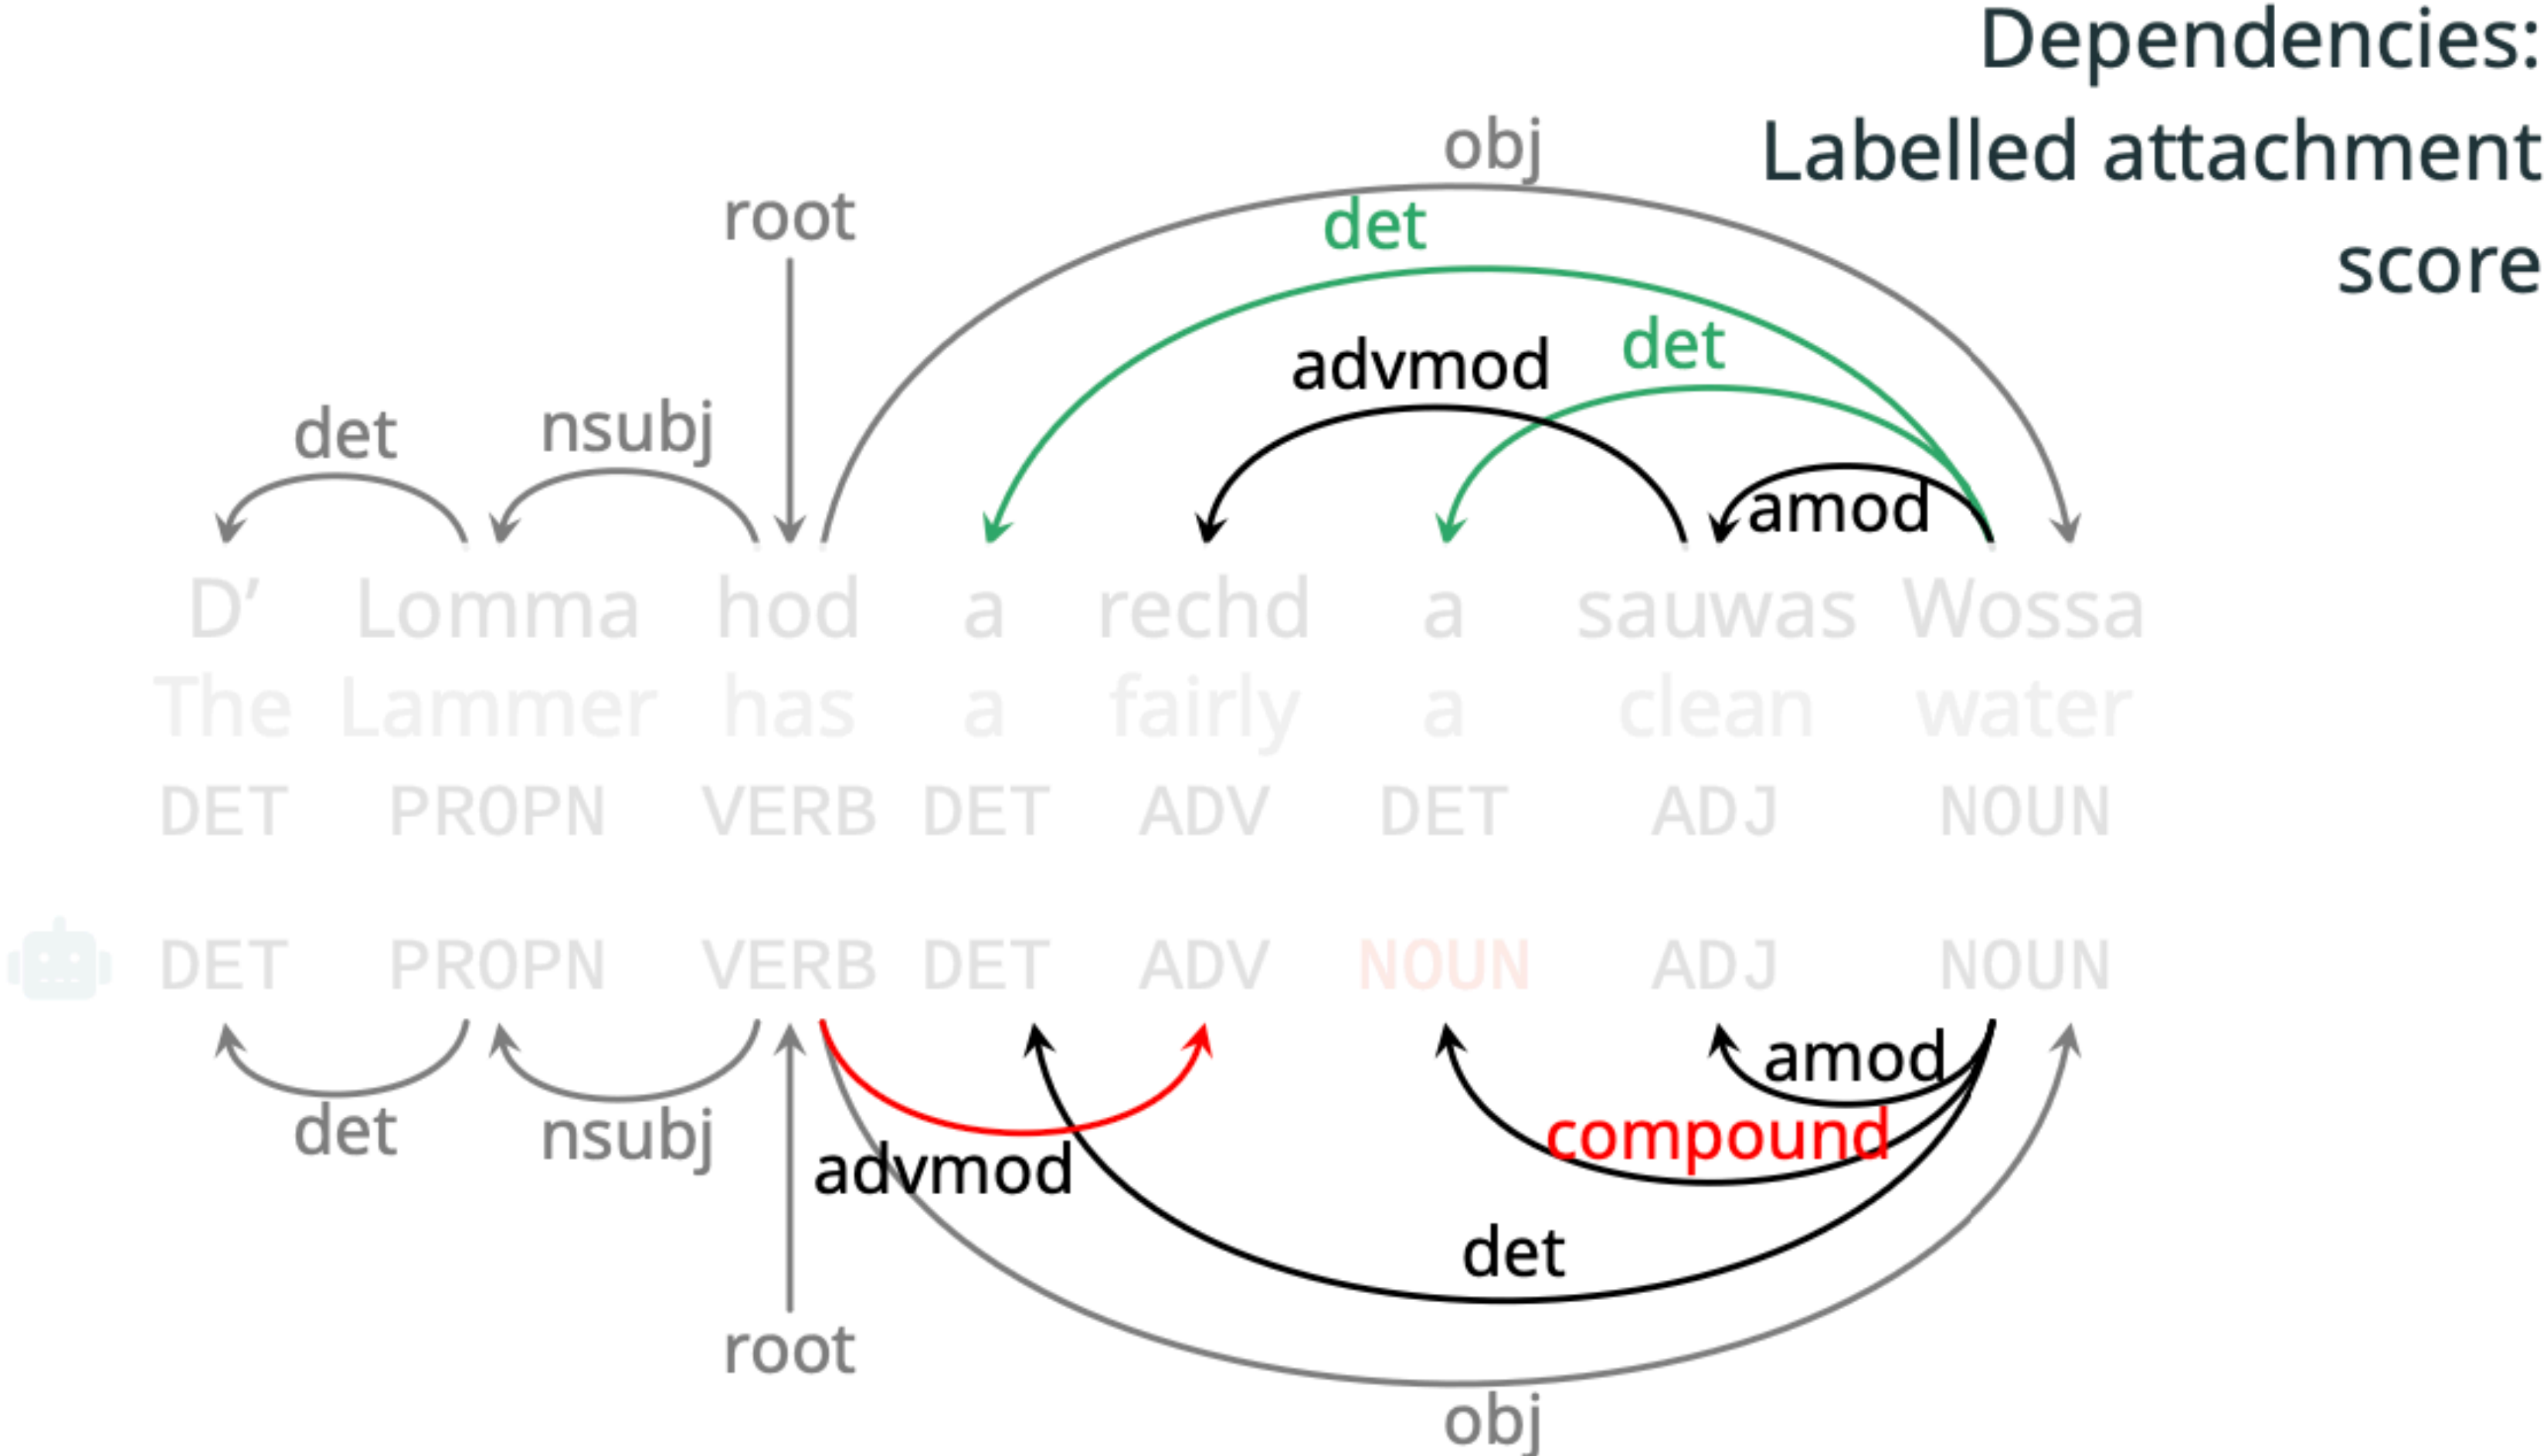 Dependencies:
Labelled attachment
score
obj
root
det
det
advmod
det
nsubj
amod
D’ Lomma hod a rechd a sauwas Wossa
The Lammer has a fairly a clean water
DET PROPN VERB DET ADV DET ADJ NOUN
DET PROPN VERB DET ADV NOUN ADJ NOUN
amod
det
nsubj
compound
advmod
det
root
obj